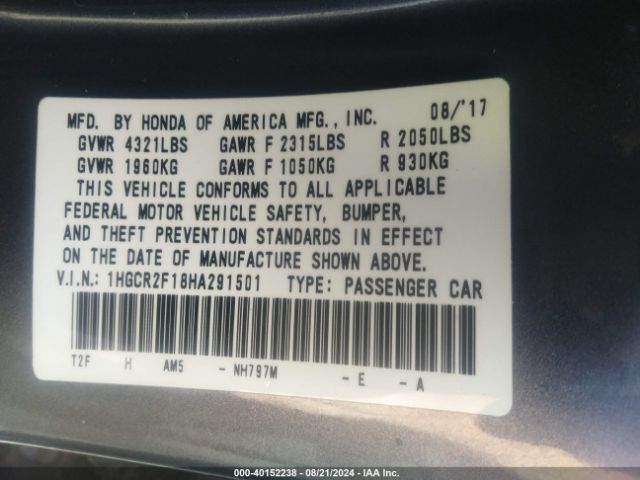 MFD. BY HONDA OF AMERICA MFG., INC. 08/'17
GVWR 4321LBS GAWR F 2315LBS R 2050LBS
GVWR 1960KG GAWR F 1050KG R 930KG
THIS VEHICLE CONFORMS TO ALL APPLICABLE
FEDERAL MOTOR VEHICLE SAFETY, BUMPER,
AND THEFT PREVENTION STANDARDS IN EFFECT
ON THE DATE OF MANUFACTURE SHOWN ABOVE.
V.I.N.: 1HGCR2F18HA291501 TYPE: PASSENGER CAR
T2F H AM5 - NH797M - E - A
000-40152238 - 08/21/2024 - IAA Inc.